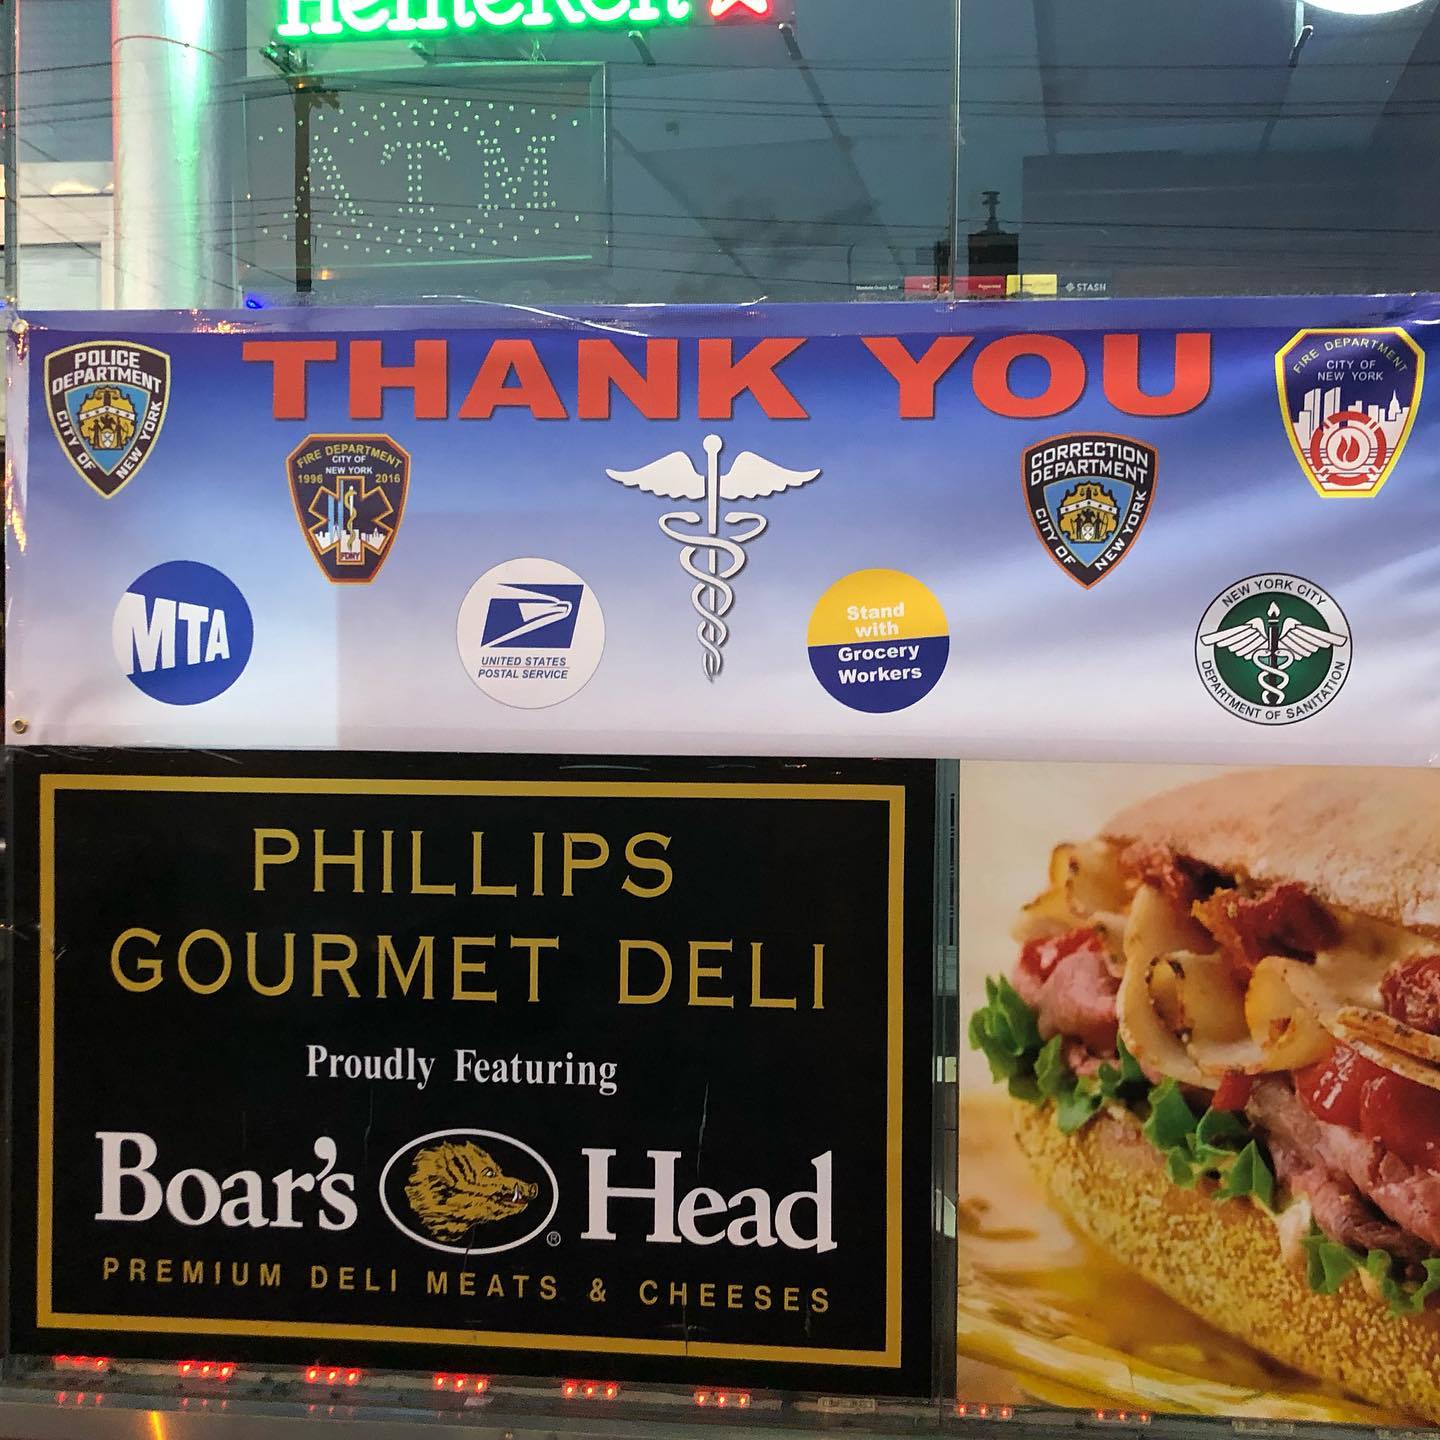 Heineken
ATM
STASH
THANK YOU
POLICE
DEPARTMENT
CITY OF
NEW YORK
FIRE DEPARTMENT
CITY OF
NEW YORK
1996 2016
FDNY
CORRECTION
DEPARTMENT
CITY OF
NEW YORK
FIRE DEPARTMENT
CITY OF
NEW YORK
MTA
UNITED STATES
POSTAL SERVICE
Stand
with
Grocery
Workers
NEW YORK CITY
DEPARTMENT OF SANITATION
PHILLIPS
GOURMET DELI
Proudly Featuring
Boar's Head
®
PREMIUM DELI MEATS & CHEESES